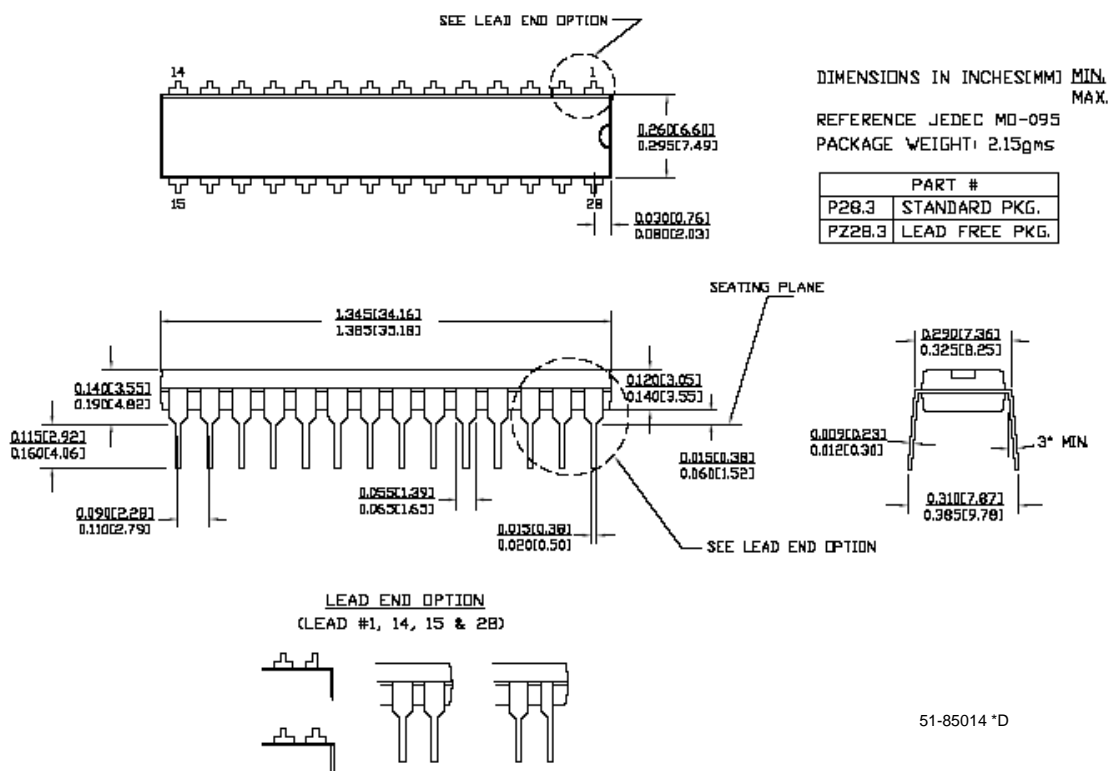 SEE LEAD END OPTION
14
1
15
28
0.260[6.60]
0.295[7.49]
0.030[0.76]
0.080[2.03]
DIMENSIONS IN INCHES[MM] MIN.
MAX.
REFERENCE JEDEC MO-095
PACKAGE WEIGHT: 2.15gms
PART #
P28.3 STANDARD PKG.
PZ28.3 LEAD FREE PKG.
SEATING PLANE
1.345[34.16]
1.385[35.18]
0.290[7.36]
0.325[8.25]
0.140[3.55]
0.190[4.82]
0.120[3.05]
0.140[3.55]
0.115[2.92]
0.160[4.06]
0.009[0.23]
0.012[0.30]
3° MIN.
0.015[0.38]
0.060[1.52]
0.055[1.39]
0.065[1.65]
0.090[2.28]
0.110[2.79]
0.310[7.87]
0.385[9.78]
0.015[0.38]
0.020[0.50]
SEE LEAD END OPTION
LEAD END OPTION
(LEAD #1, 14, 15 & 28)
51-85014 *D